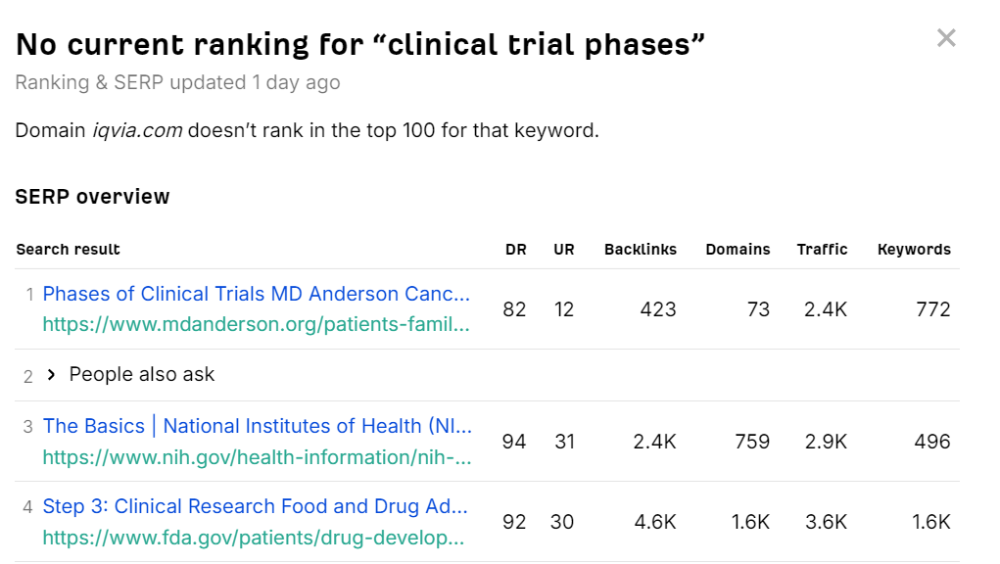 No current ranking for “clinical trial phases”
Ranking & SERP updated 1 day ago
Domain iqvia.com doesn’t rank in the top 100 for that keyword.
SERP overview
Search result DR UR Backlinks Domains Traffic Keywords
1 Phases of Clinical Trials MD Anderson Canc... 82 12 423 73 2.4K 772
https://www.mdanderson.org/patients-famil...
2 People also ask
3 The Basics | National Institutes of Health (NI... 94 31 2.4K 759 2.9K 496
https://www.nih.gov/health-information/nih-...
4 Step 3: Clinical Research Food and Drug Ad... 92 30 4.6K 1.6K 3.6K 1.6K
https://www.fda.gov/patients/drug-develop...